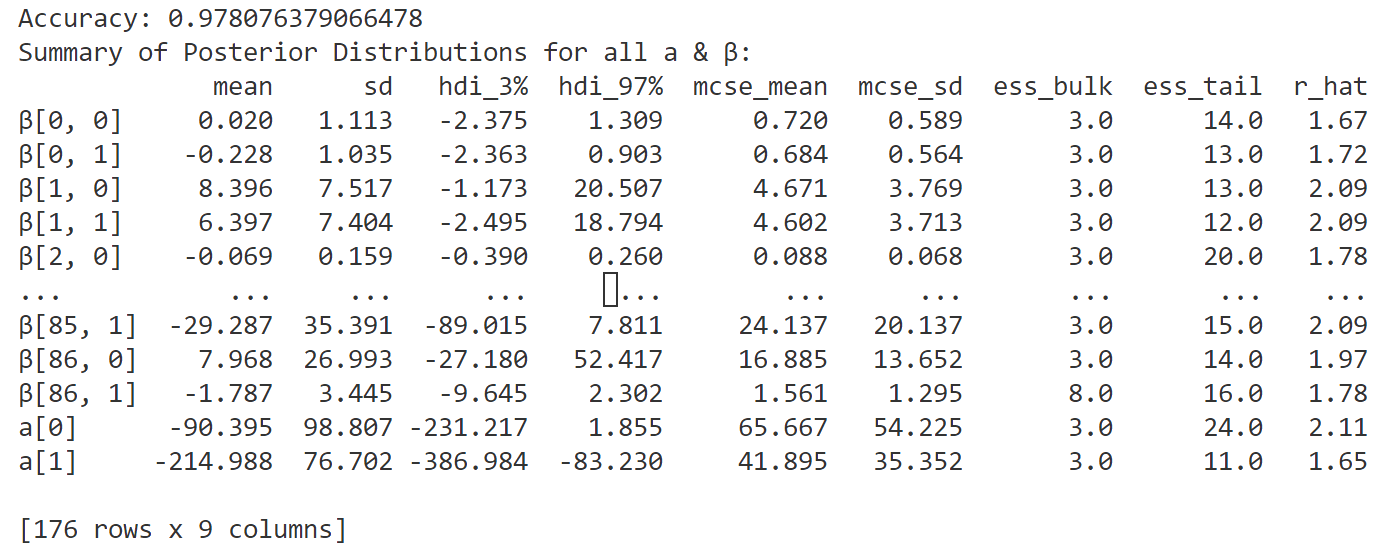 Accuracy: 0.978076379066478
Summary of Posterior Distributions for all a & β:
mean sd hdi_3% hdi_97% mcse_mean mcse_sd ess_bulk ess_tail r_hat
β[0, 0] 0.020 1.113 -2.375 1.309 0.720 0.589 3.0 14.0 1.67
β[0, 1] -0.228 1.035 -2.363 0.903 0.684 0.564 3.0 13.0 1.72
β[1, 0] 8.396 7.517 -1.173 20.507 4.671 3.769 3.0 13.0 2.09
β[1, 1] 6.397 7.404 -2.495 18.794 4.602 3.713 3.0 12.0 2.09
β[2, 0] -0.069 0.159 -0.390 0.260 0.088 0.068 3.0 20.0 1.78
... ... ... ... ... ... ... ... ... ...
β[85, 1] -29.287 35.391 -89.015 7.811 24.137 20.137 3.0 15.0 2.09
β[86, 0] 7.968 26.993 -27.180 52.417 16.885 13.652 3.0 14.0 1.97
β[86, 1] -1.787 3.445 -9.645 2.302 1.561 1.295 8.0 16.0 1.78
a[0] -90.395 98.807 -231.217 1.855 65.667 54.225 3.0 24.0 2.11
a[1] -214.988 76.702 -386.984 -83.230 41.895 35.352 3.0 11.0 1.65
[176 rows x 9 columns]